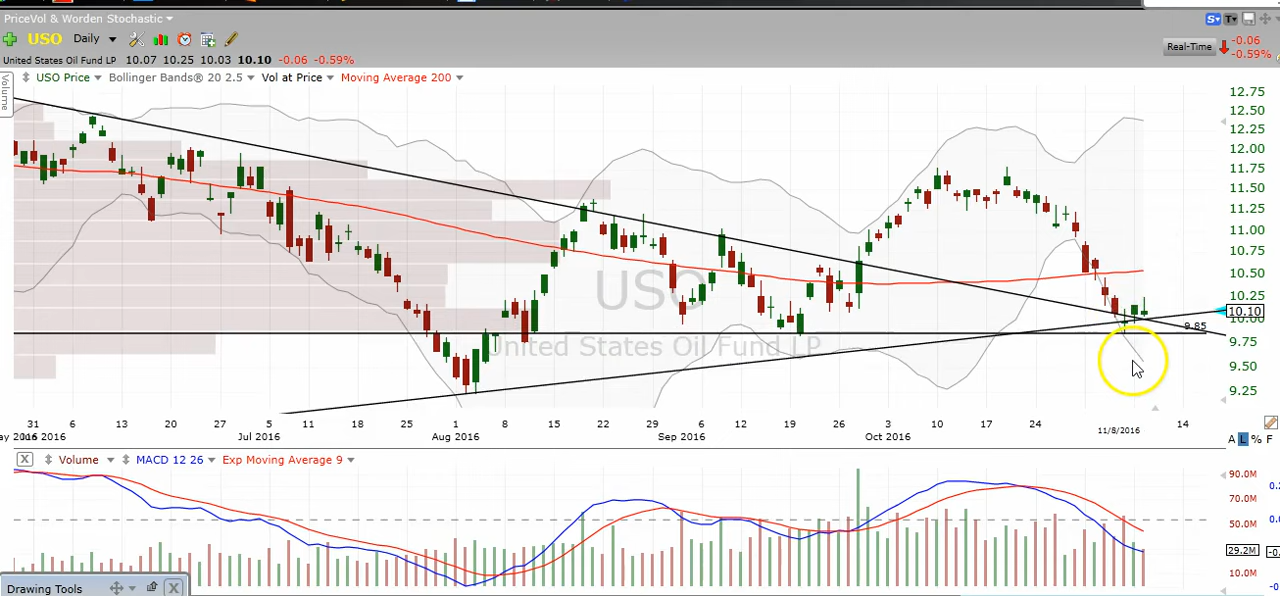 PriceVol & Worden Stochastic
S T
USO Daily
Real-Time -0.06
-0.59%
United States Oil Fund LP 10.07 10.25 10.03 10.10 -0.06 -0.59%
USO Price Bollinger Bands® 20 2.5 Vol at Price Moving Average 200
Volume
12.75
12.50
12.25
12.00
11.75
11.50
11.25
11.00
10.75
10.50
10.25
10.10
10.00
9.85
9.75
9.50
9.25
USO
United States Oil Fund LP
31 6 13 20 27 5 11 18 25 1 8 15 22 29 6 12 19 26 3 10 17 24 11/8/2016 14
2016 Jul 2016 Aug 2016 Sep 2016 Oct 2016
A L % F
X Volume MACD 12 26 Exp Moving Average 9
90.0M
70.0M
50.0M
29.2M
10.0M
Drawing Tools X